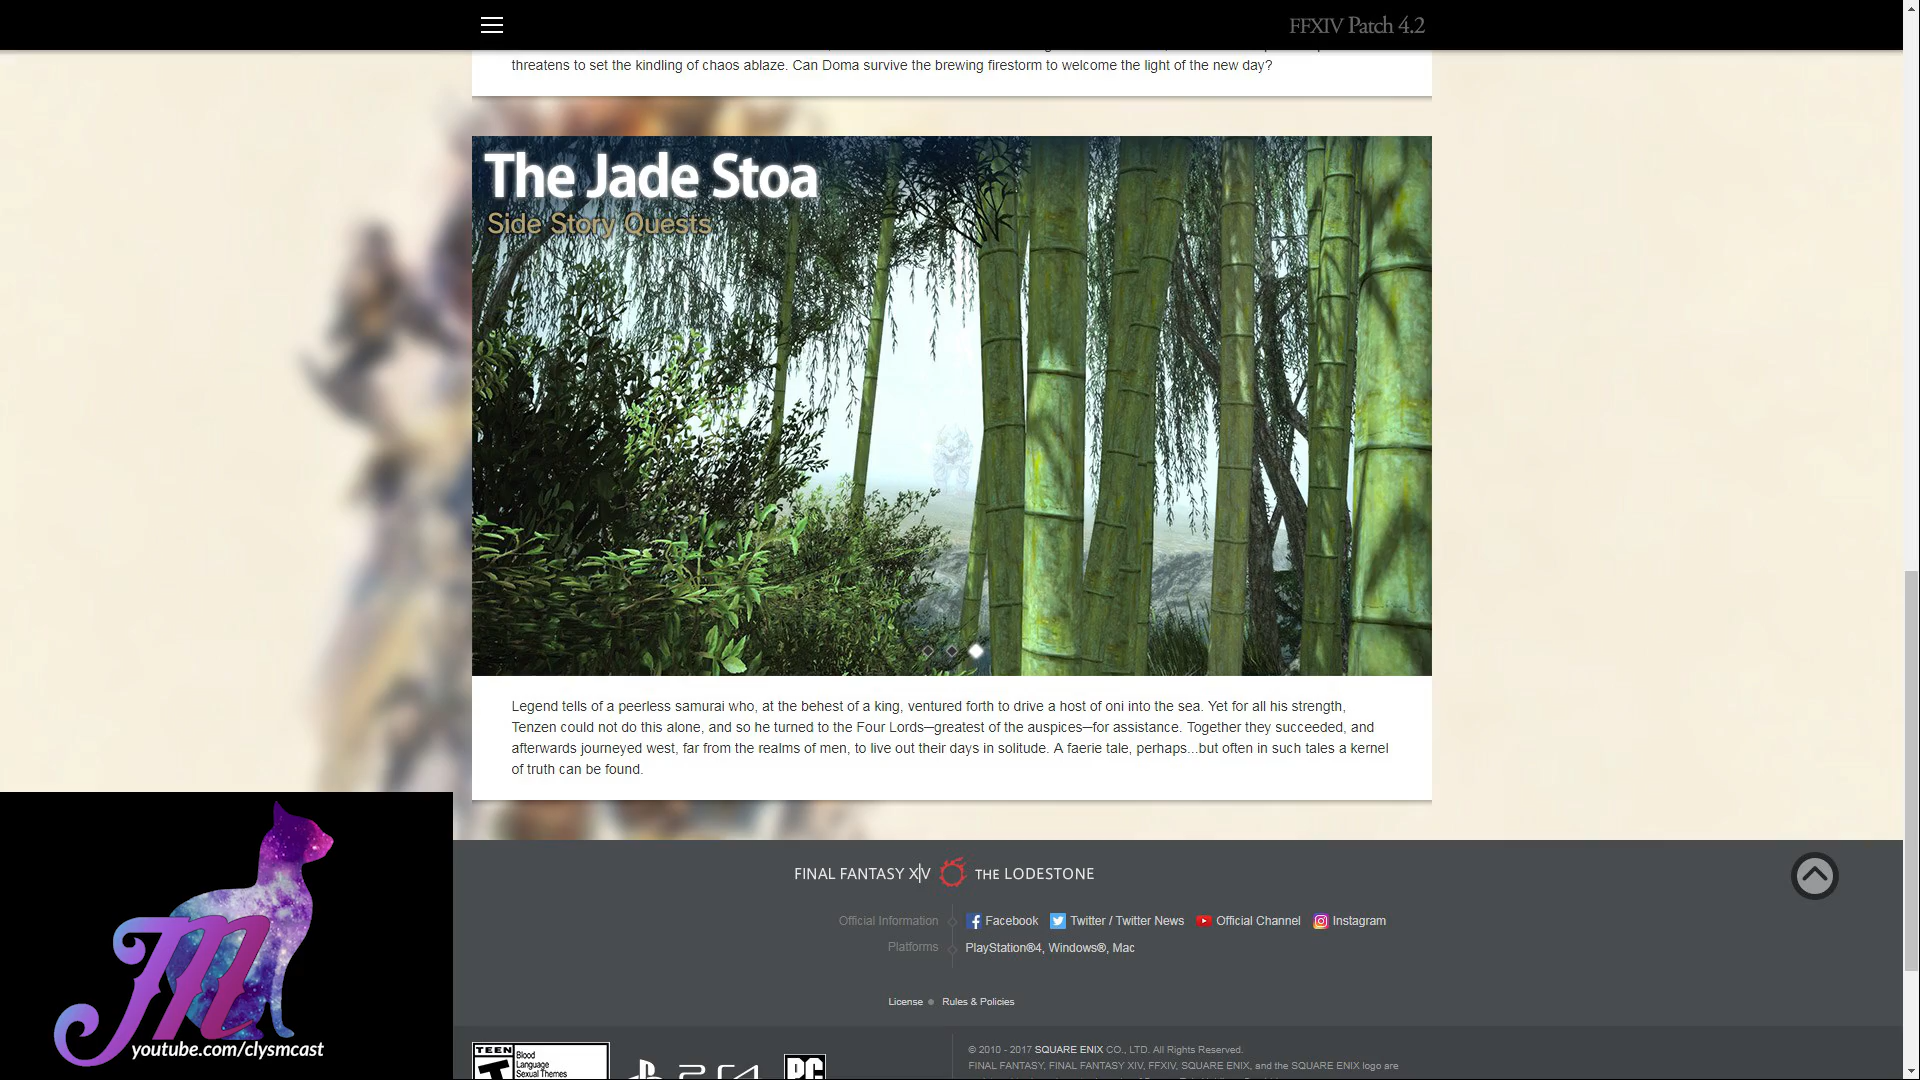 FFXIV Patch 4.2
threatens to set the kindling of chaos ablaze. Can Doma survive the brewing firestorm to welcome the light of the new day?
The Jade Stoa
Side Story Quests
Legend tells of a peerless samurai who, at the behest of a king, ventured forth to drive a host of oni into the sea. Yet for all his strength,
Tenzen could not do this alone, and so he turned to the Four Lords—greatest of the auspices—for assistance. Together they succeeded, and
afterwards journeyed west, far from the realms of men, to live out their days in solitude. A faerie tale, perhaps...but often in such tales a kernel
of truth can be found.
FINAL FANTASY XIV THE LODESTONE
Official Information Facebook Twitter / Twitter News Official Channel Instagram
Platforms PlayStation®4, Windows®, Mac
License Rules & Policies
JM
youtube.com/clysmcast
TEEN
T
Blood
Language
Sexual Themes
PS4
PC
© 2010 - 2017 SQUARE ENIX CO., LTD. All Rights Reserved.
FINAL FANTASY, FINAL FANTASY XIV, FFXIV, SQUARE ENIX, and the SQUARE ENIX logo are